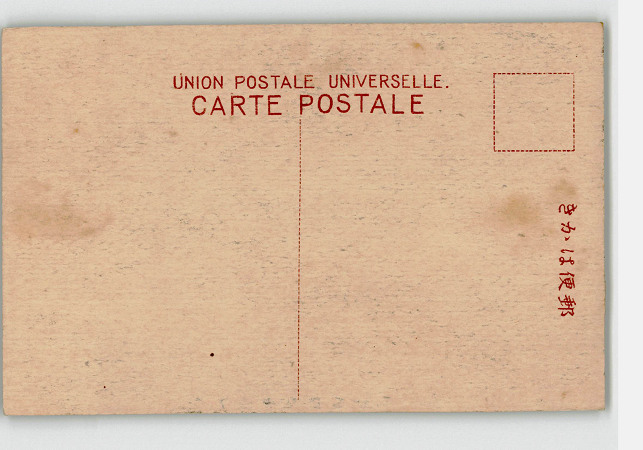 UNION POSTALE UNIVERSELLE.
CARTE POSTALE
郵便はかき